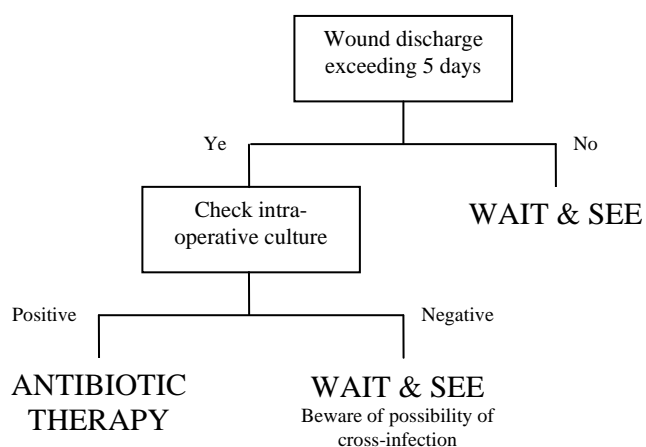 Wound discharge
exceeding 5 days
Ye
No
Check intra-
operative culture
WAIT & SEE
Positive
Negative
ANTIBIOTIC
THERAPY
WAIT & SEE
Beware of possibility of
cross-infection